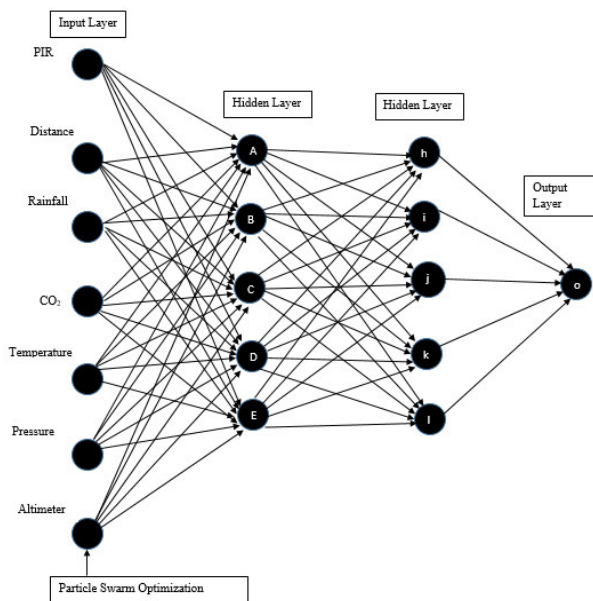 Input Layer
PIR
Hidden Layer
Hidden Layer
Distance
A
h
Output
Layer
Rainfall
B
i
C
j
o
CO₂
D
k
Temperature
E
l
Pressure
Altimeter
Particle Swarm Optimization